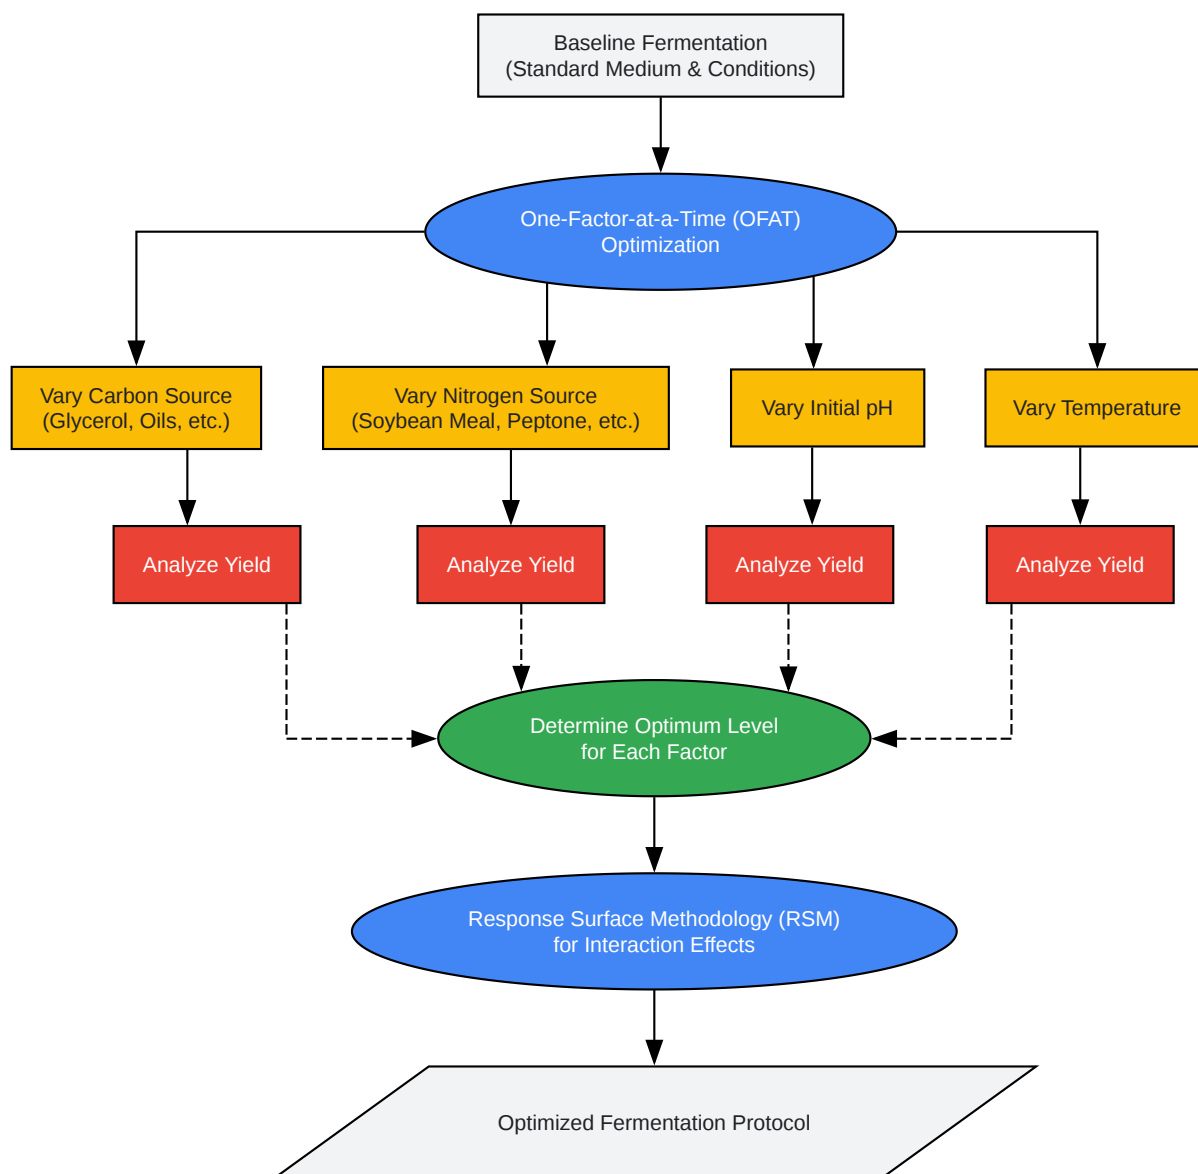 Baseline Fermentation
(Standard Medium & Conditions)
One-Factor-at-a-Time (OFAT)
Optimization
Vary Carbon Source
(Glycerol, Oils, etc.)
Vary Nitrogen Source
(Soybean Meal, Peptone, etc.)
Vary Initial pH
Vary Temperature
Analyze Yield
Analyze Yield
Analyze Yield
Analyze Yield
Determine Optimum Level
for Each Factor
Response Surface Methodology (RSM)
for Interaction Effects
Optimized Fermentation Protocol